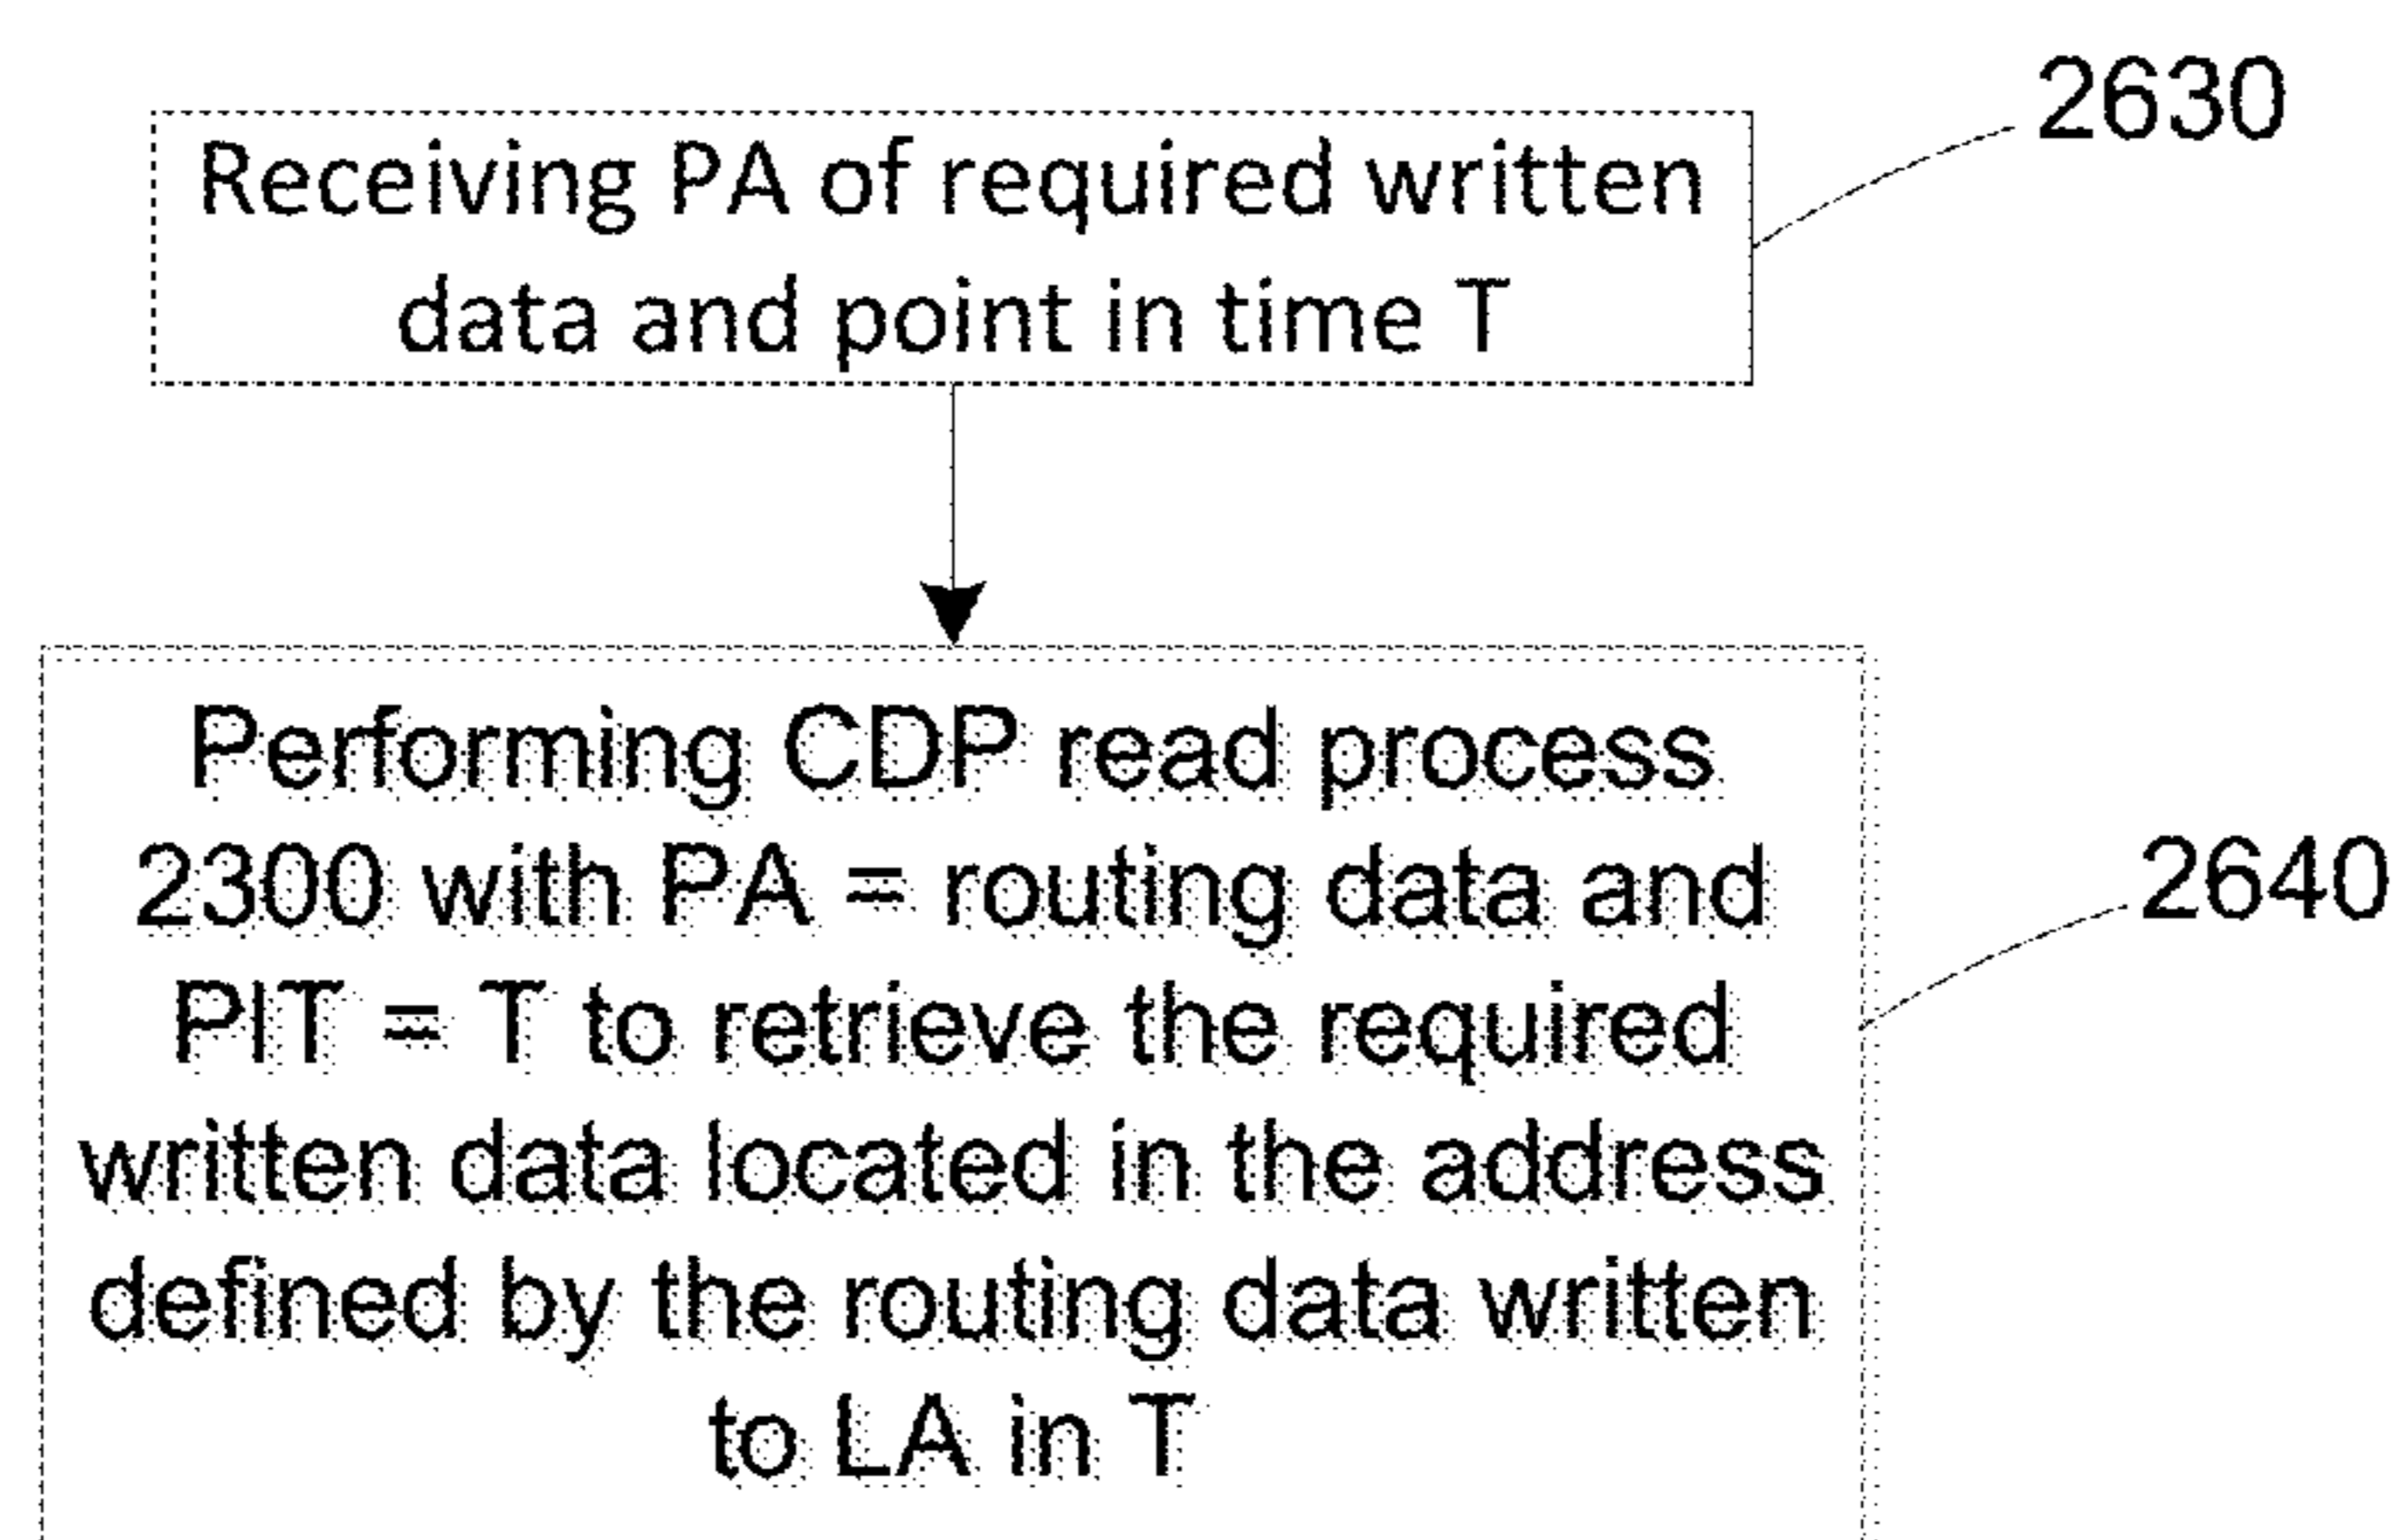 2630
Receiving PA of required written
data and point in time T
Performing CDP read process
2300 with PA = routing data and
PIT = T to retrieve the required
written data located in the address
defined by the routing data written
to LA in T
2640